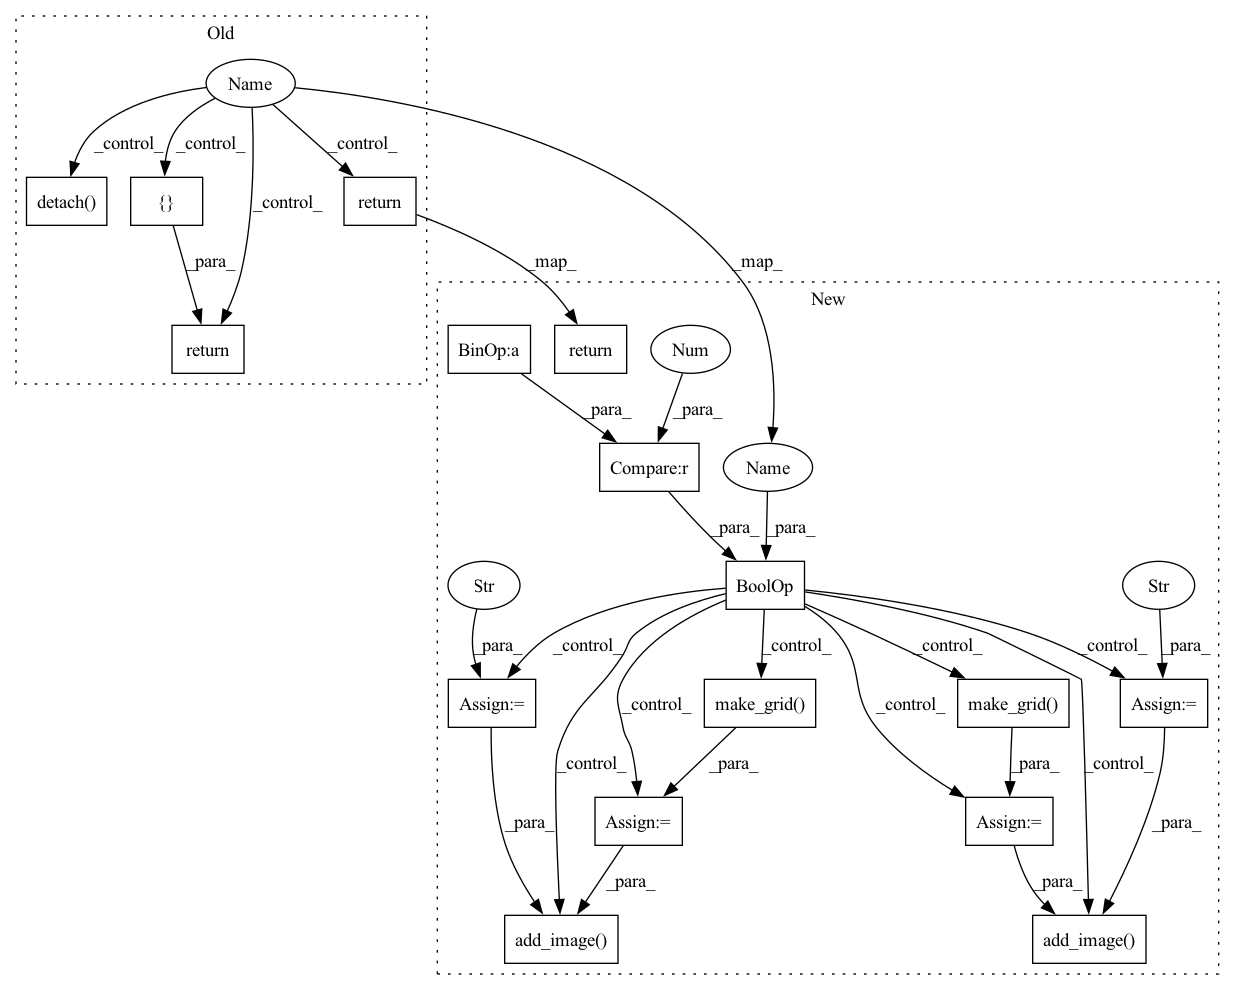 Old
Name
_control_
_control_
_control_
_control_
detach()
{}
return
_para_
_map_
_map_
return
New
BinOp:a
return
Num
_para_
_para_
Compare:r
Name
_para_
_para_
Str
BoolOp
Str
_para_
_control_
_control_
_control_
_control_
_para_
Assign:=
_control_
make_grid()
_control_
make_grid()
Assign:=
_control_
_para_
_para_
_control_
_para_
Assign:=
Assign:=
_para_
_para_
_para_
add_image()
add_image()